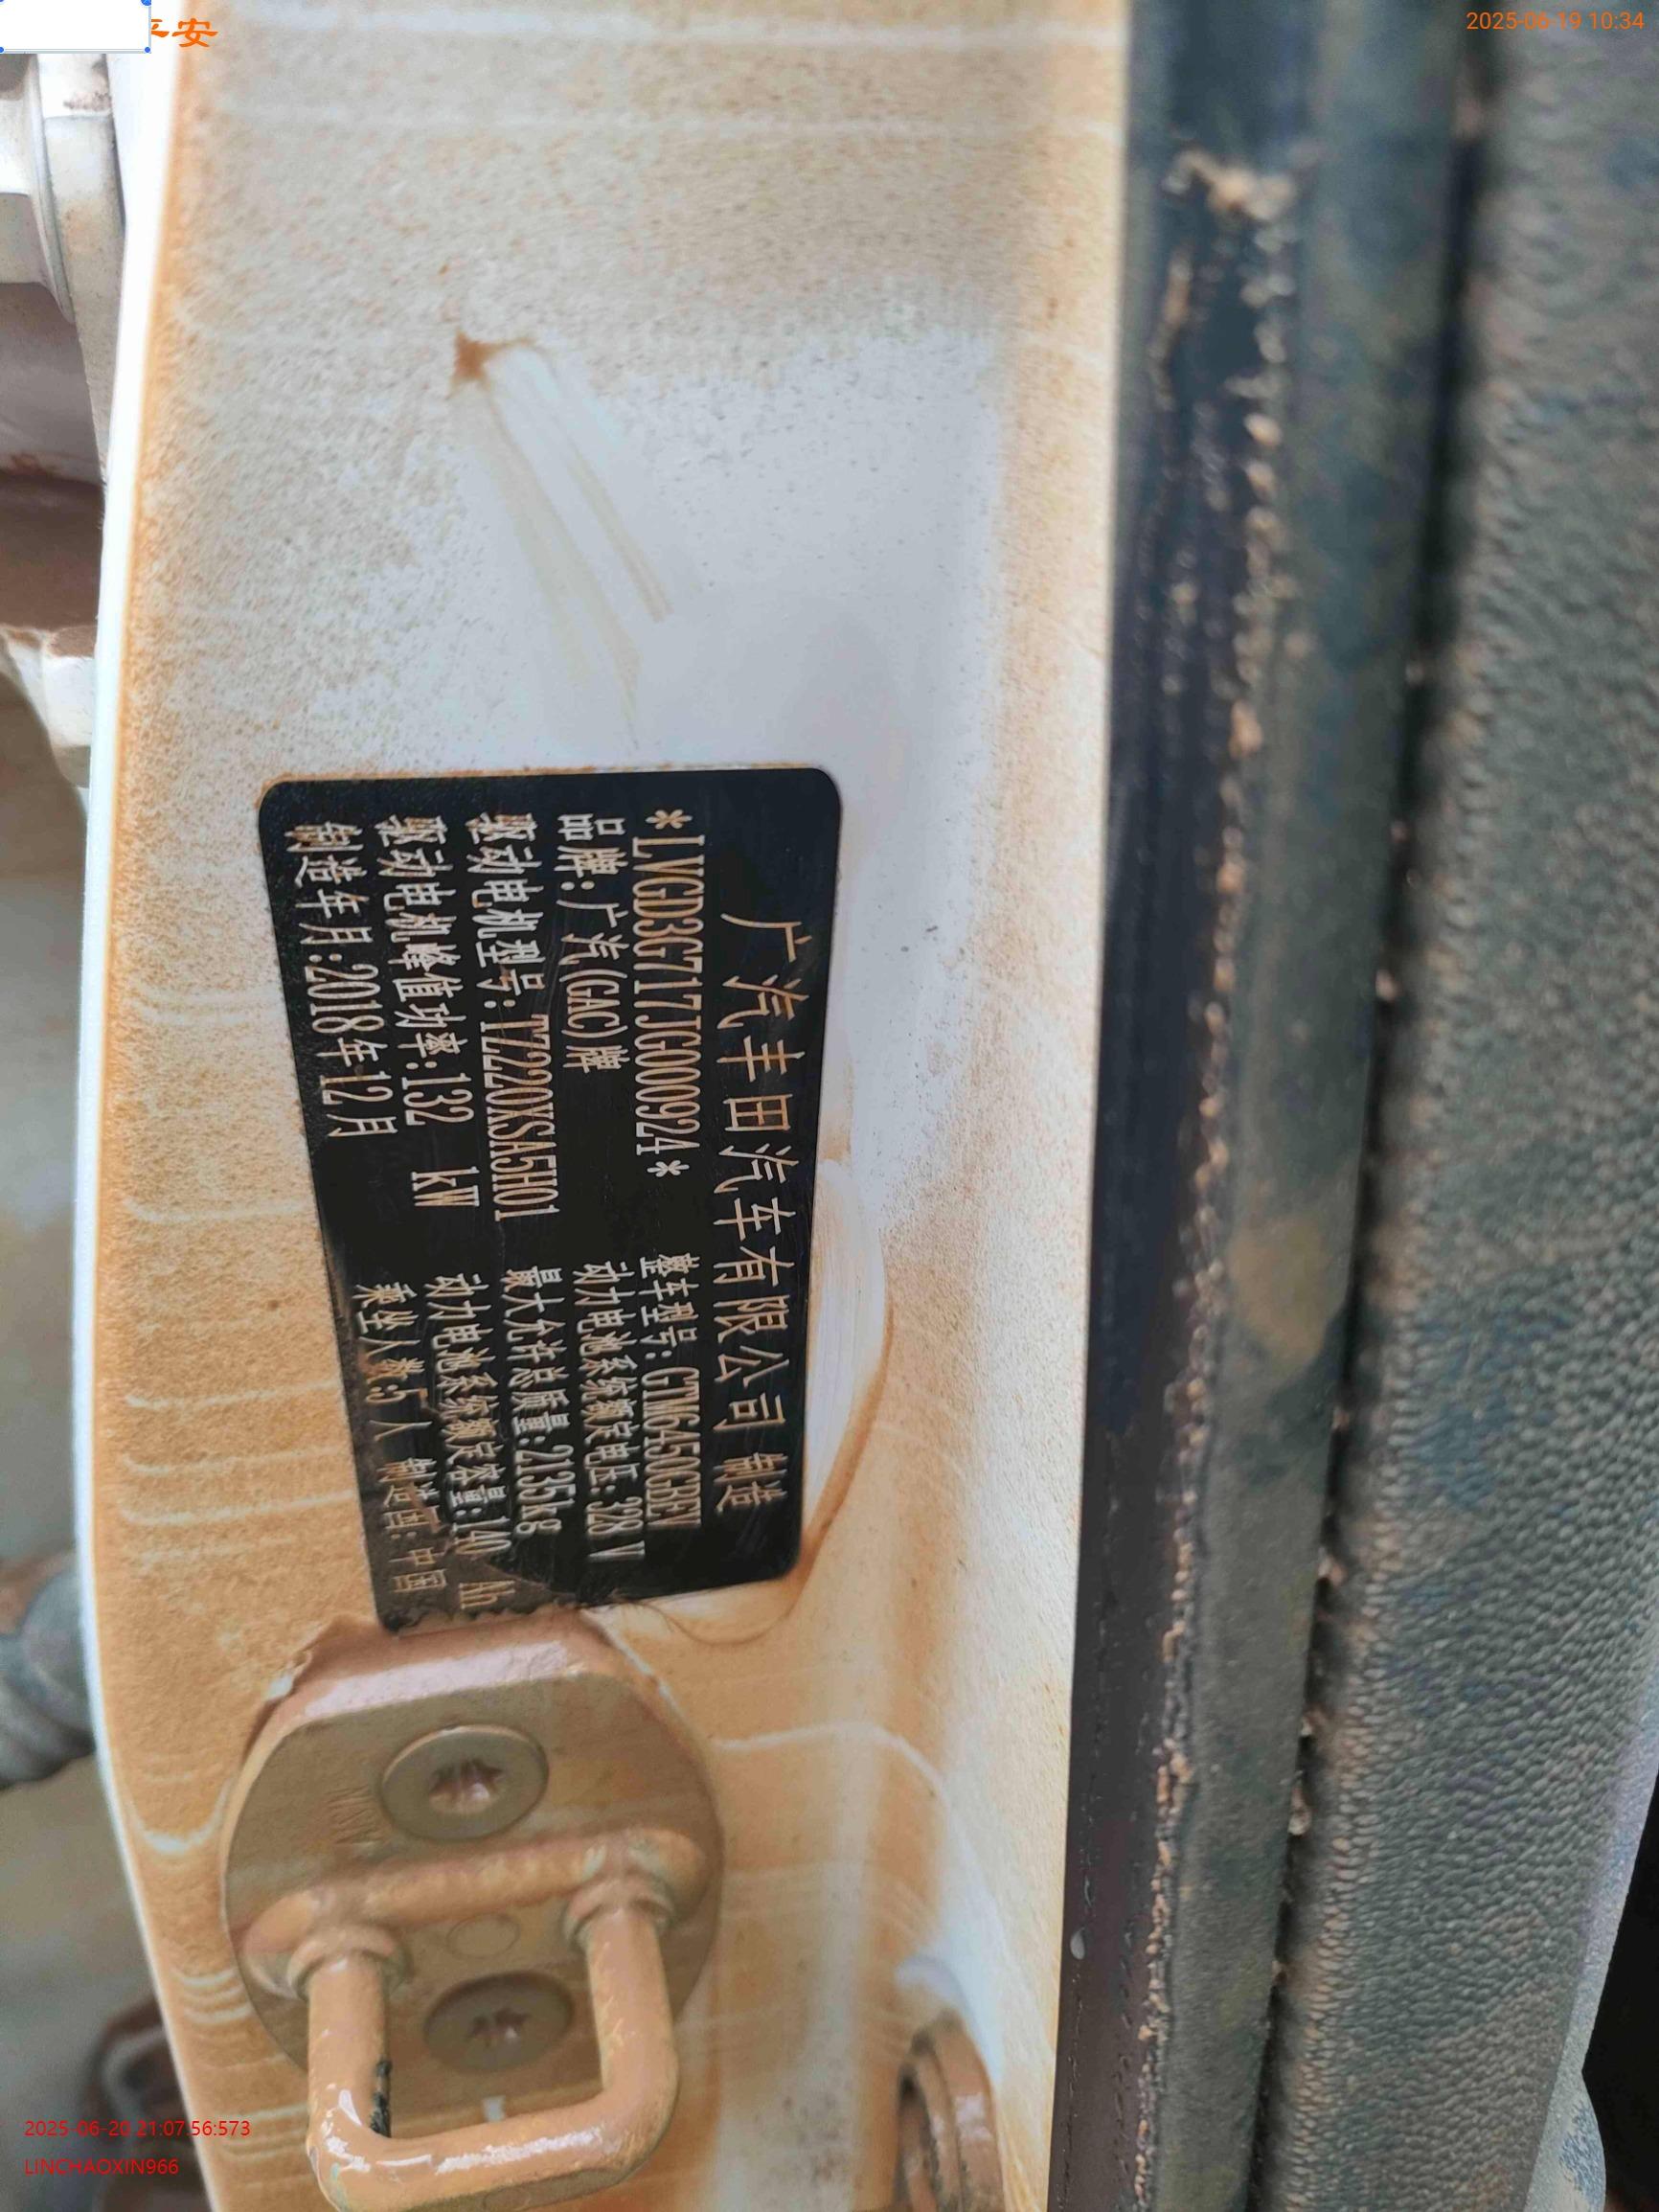 平安
2025-06-19 10:34
广汽丰田汽车有限公司 制造
*LVGD3G717JG000924* 整车型号:GTM6450GBEV
品牌:广汽(GAC)牌 动力电池系统额定电压:328 V
驱动电机型号:TZ220XSA5H01 最大允许总质量:2135kg
驱动电机峰值功率:132 kW 动力电池系统额定容量:140 Ah
制造年月:2018年12月 乘坐人数:5 人 制造国:中国
2025-06-20 21:07:56:573
LINCHAOXIN966